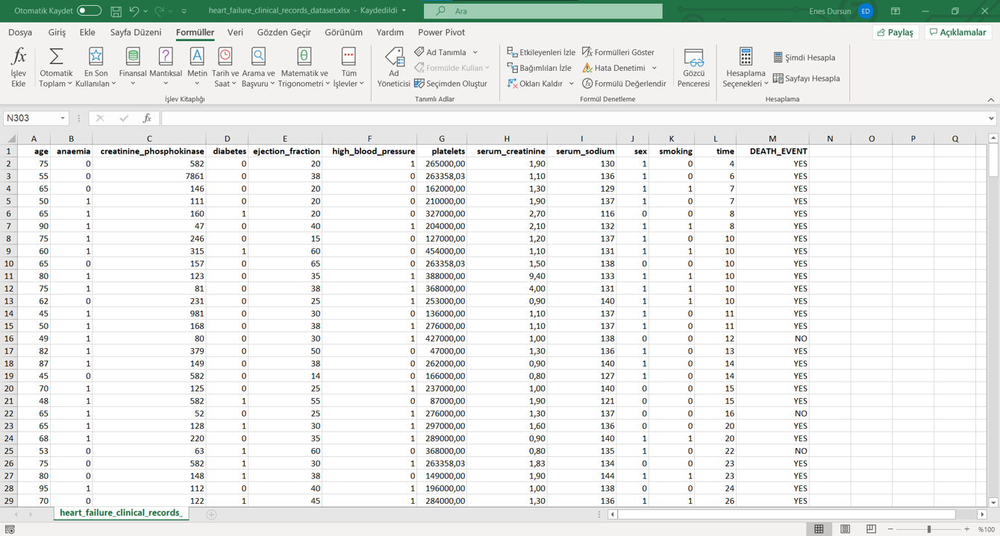 Otomatik Kaydet heart_failure_clinical_records_dataset.xlsx - Kaydedildi Ara Enes Dursun ED
Dosya Giriş Ekle Sayfa Düzeni Formüller Veri Gözden Geçir Görünüm Yardım Power Pivot Paylaş Açıklamalar
İşlev Ekle
Otomatik Toplam
En Son Kullanılan
Finansal
Mantıksal
Metin
Tarih ve Saat
Arama ve Başvuru
Matematik ve Trigonometri
Tüm İşlevler
İşlev Kitaplığı
Ad Yöneticisi
Ad Tanımla
Formülde Kullan
Seçimden Oluştur
Tanımlı Adlar
Etkileyenleri İzle
Bağımlıları İzle
Okları Kaldır
Formülleri Göster
Hata Denetimi
Formülü Değerlendir
Formül Denetleme
Gözcü Penceresi
Hesaplama Seçenekleri
Şimdi Hesapla
Sayfayı Hesapla
Hesaplama
N303 fx
A B C D E F G H I J K L M N O P Q
1 age anaemia creatinine_phosphokinase diabetes ejection_fraction high_blood_pressure platelets serum_creatinine serum_sodium sex smoking time DEATH_EVENT
2 75 0 582 0 20 1 265000,00 1,90 130 1 0 4 YES
3 55 0 7861 0 38 0 263358,03 1,10 136 1 0 6 YES
4 65 0 146 0 20 0 162000,00 1,30 129 1 1 7 YES
5 50 1 111 0 20 0 210000,00 1,90 137 1 0 7 YES
6 65 1 160 1 20 0 327000,00 2,70 116 0 0 8 YES
7 90 1 47 0 40 1 204000,00 2,10 132 1 1 8 YES
8 75 1 246 0 15 0 127000,00 1,20 137 1 0 10 YES
9 60 1 315 1 60 0 454000,00 1,10 131 1 1 10 YES
10 65 0 157 0 65 0 263358,03 1,50 138 0 0 10 YES
11 80 1 123 0 35 1 388000,00 9,40 133 1 1 10 YES
12 75 1 81 0 38 1 368000,00 4,00 131 1 1 10 YES
13 62 0 231 0 25 1 253000,00 0,90 140 1 1 10 YES
14 45 1 981 0 30 0 136000,00 1,10 137 1 0 11 YES
15 50 1 168 0 38 1 276000,00 1,10 137 1 0 11 YES
16 49 1 80 0 30 1 427000,00 1,00 138 0 0 12 NO
17 82 1 379 0 50 0 47000,00 1,30 136 1 0 13 YES
18 87 1 149 0 38 0 262000,00 0,90 140 1 0 14 YES
19 45 0 582 0 14 0 166000,00 0,80 127 1 0 14 YES
20 70 1 125 0 25 1 237000,00 1,00 140 0 0 15 YES
21 48 1 582 1 55 0 87000,00 1,90 121 0 0 15 YES
22 65 1 52 0 25 1 276000,00 1,30 137 0 0 16 NO
23 65 1 128 1 30 1 297000,00 1,60 136 0 0 20 YES
24 68 1 220 0 35 1 289000,00 0,90 140 1 1 20 YES
25 53 0 63 1 60 0 368000,00 0,80 135 1 0 22 NO
26 75 0 582 1 30 1 263358,03 1,83 134 0 0 23 YES
27 80 0 148 1 38 0 149000,00 1,90 144 1 1 23 YES
28 95 1 112 0 40 1 196000,00 1,00 138 0 0 24 YES
29 70 0 122 1 45 1 284000,00 1,30 136 1 1 26 YES
heart_failure_clinical_records_
%100